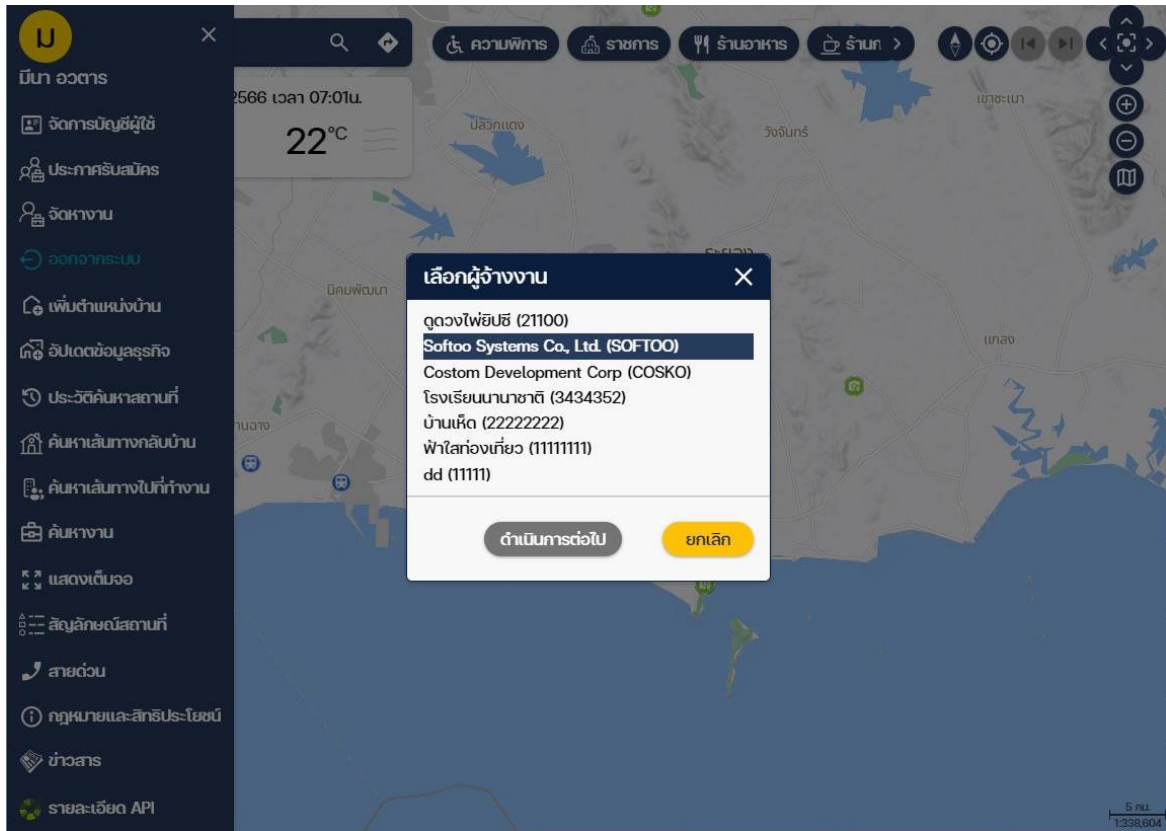 ม
มีนา อวตาร
จัดการบัญชีผู้ใช้
ประกาศรับสมัคร
จัดหางาน
ออกจากระบบ
เพิ่มตำแหน่งบ้าน
อัปเดตข้อมูลธุรกิจ
ประวัติค้นหาสถานที่
ค้นหาเส้นทางกลับบ้าน
ค้นหาเส้นทางไปที่ทำงาน
ค้นหางาน
แสดงเต็มจอ
สัญลักษณ์สถานที่
สายด่วน
กฎหมายและสิทธิประโยชน์
ข่าวสาร
รายละเอียด API
ความพิการ
ราชการ
ร้านอาหาร
2566 เวลา 07:01น.
22°C
ปลวกแดง
วังจันทร์
เขาชะเมา
นิคมพัฒนา
แกลง
เลือกผู้จ้างงาน
ดูดวงไพ่ยิปซี (21100)
Softoo Systems Co., Ltd. (SOFTOO)
Costom Development Corp (COSKO)
โรงเรียนนานาชาติ (3434352)
บ้านเห็ด (22222222)
ฟ้าใสท่องเที่ยว (11111111)
dd (11111)
ดำเนินการต่อไป
ยกเลิก
5 กม.
1:338,604